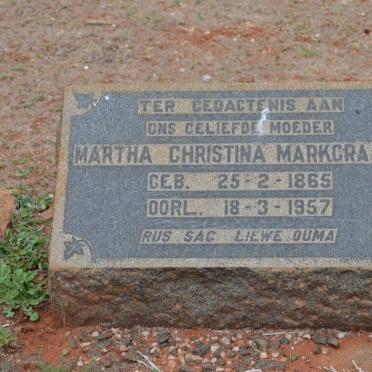 TER GEDAGTENIS AAN
ONS GELIEFDE MOEDER
MARTHA CHRISTINA MARKGRA
GEB. 25-2-1865
OORL. 18-3-1957
RUS SAG LIEWE OUMA